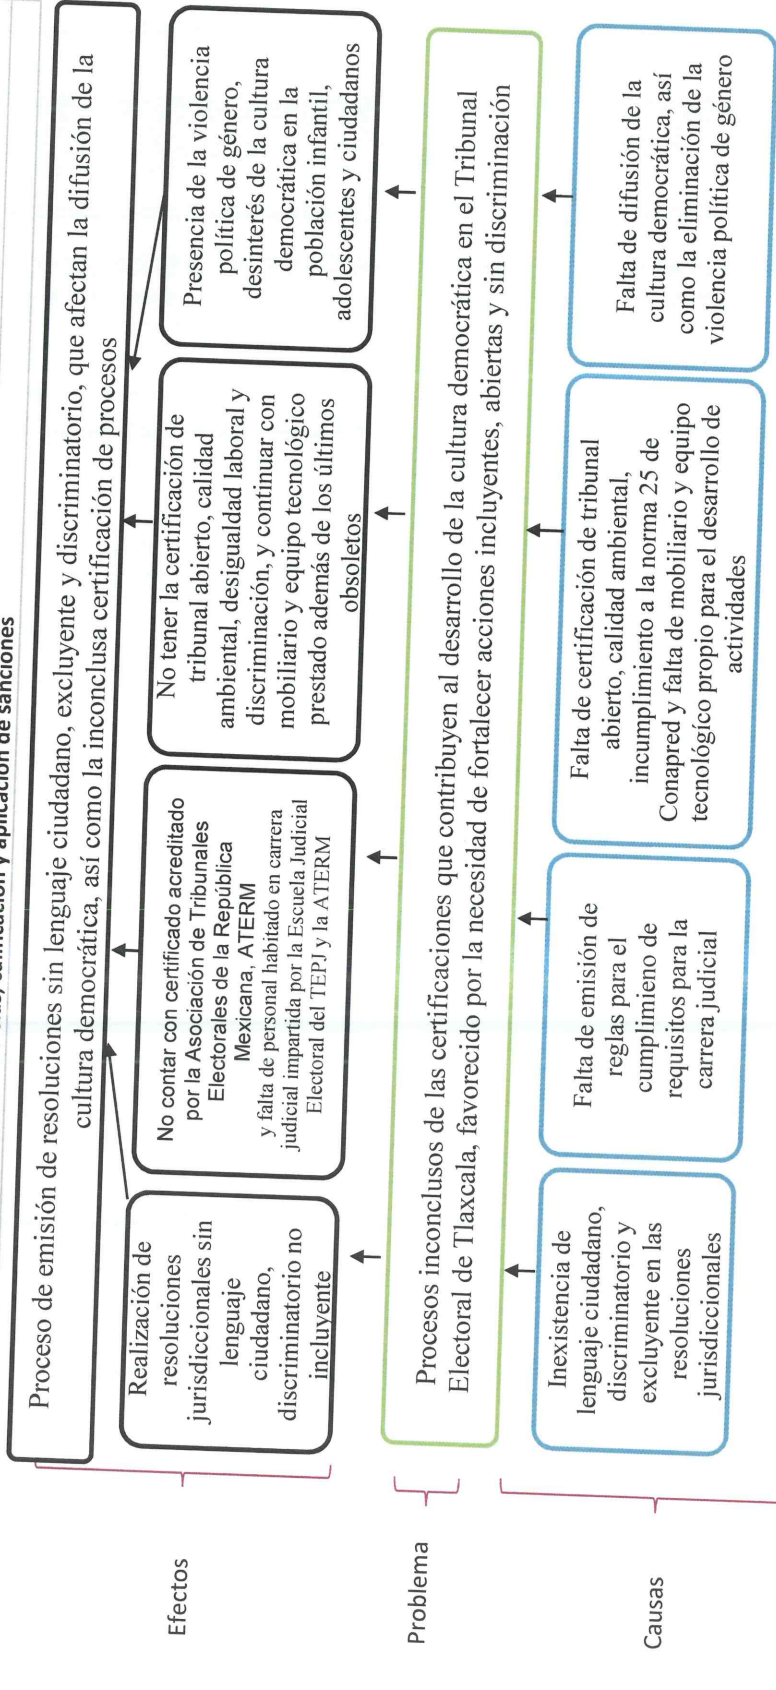 aplicación de sanciones
Proceso de emisión de resoluciones sin lenguaje ciudadano, excluyente y discriminatorio, que afectan la difusión de la
cultura democrática, así como la inconclusa certificación de procesos
Efectos
Realización de
resoluciones
jurisdiccionales sin
lenguaje
ciudadano,
discriminatorio no
incluyente
No contar con certificado acreditado
por la Asociación de Tribunales
Electorales de la República
Mexicana, ATERM
y falta de personal habitado en carrera
judicial impartida por la Escuela Judicial
Electoral del TEPJ y la ATERM
No tener la certificación de
tribunal abierto, calidad
ambiental, desigualdad laboral y
discriminación, y continuar con
mobiliario y equipo tecnológico
prestado además de los últimos
obsoletos
Presencia de la violencia
política de género,
desinterés de la cultura
democrática en la
población infantil,
adolescentes y ciudadanos
Problema
Procesos inconclusos de las certificaciones que contribuyen al desarrollo de la cultura democrática en el Tribunal
Electoral de Tlaxcala, favorecido por la necesidad de fortalecer acciones incluyentes, abiertas y sin discriminación
Causas
Inexistencia de
lenguaje ciudadano,
discriminatorio y
excluyente en las
resoluciones
jurisdiccionales
Falta de emisión de
reglas para el
cumplimieno de
requisitos para la
carrera judicial
Falta de certificación de tribunal
abierto, calidad ambiental,
incumplimiento a la norma 25 de
Conapred y falta de mobiliario y equipo
tecnológico propio para el desarrollo de
actividades
Falta de difusión de la
cultura democrática, así
como la eliminación de la
violencia política de género